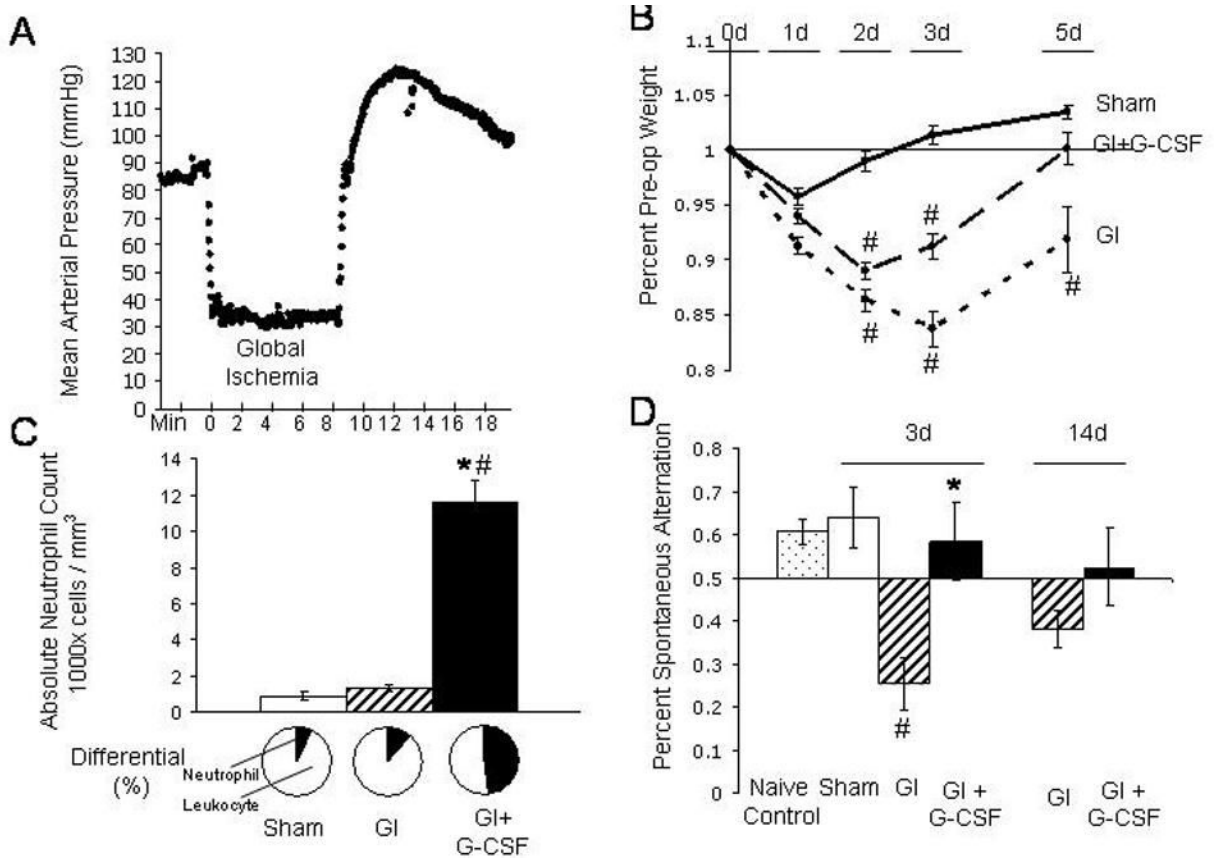 A
Mean Arterial Pressure (mmHg)
130
120
110
100
90
80
70
60
50
40
30
20
10
0
Global
Ischemia
Min 0 2 4 6 8 10 12 14 16 18
B
0d 1d 2d 3d 5d
Percent Pre-op Weight
1.1
1.05
1
0.95
0.9
0.85
0.8
Sham
GI+G-CSF
GI
#
#
#
#
#
C
Absolute Neutrophil Count
1000x cells / mm³
14
12
10
8
6
4
2
0
*#
Differential
(%)
Neutrophil
Leukocyte
Sham GI GI+
G-CSF
D
3d 14d
Percent Spontaneous Alternation
0.8
0.7
0.6
0.5
0.4
0.3
0.2
0.1
0
*
#
Naive Sham GI GI + GI GI +
Control G-CSF G-CSF